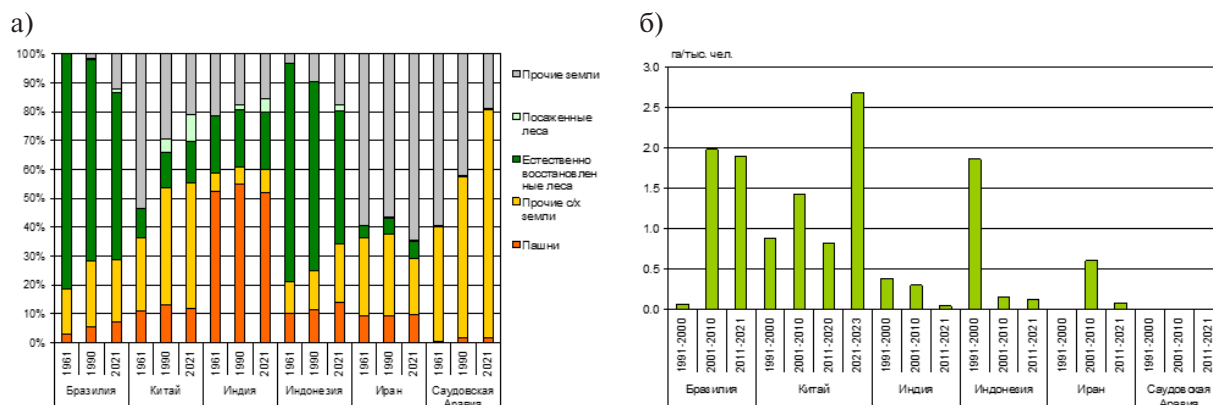 а)
б)
100%
90%
80%
70%
60%
50%
40%
30%
20%
10%
0%
1961
1990
2021
1961
1990
2021
1961
1990
2021
1961
1990
2021
1961
1990
2021
1961
1990
2021
Бразилия
Китай
Индия
Индонезия
Иран
Саудовская
Аравия
Прочие земли
Посаженные
леса
Естественно
восстановлен
ные леса
Прочие с/х
земли
Пашни
га/тыс. чел.
3.0
2.5
2.0
1.5
1.0
0.5
0.0
1991-2000
2001-2010
2011-2021
1991-2000
2001-2010
2011-2020
2021-2023
1991-2000
2001-2010
2011-2021
1991-2000
2001-2010
2011-2021
1991-2000
2001-2010
2011-2021
1991-2000
2001-2010
2011-2021
Бразилия
Китай
Индия
Индонезия
Иран
Саудовская
Аравия